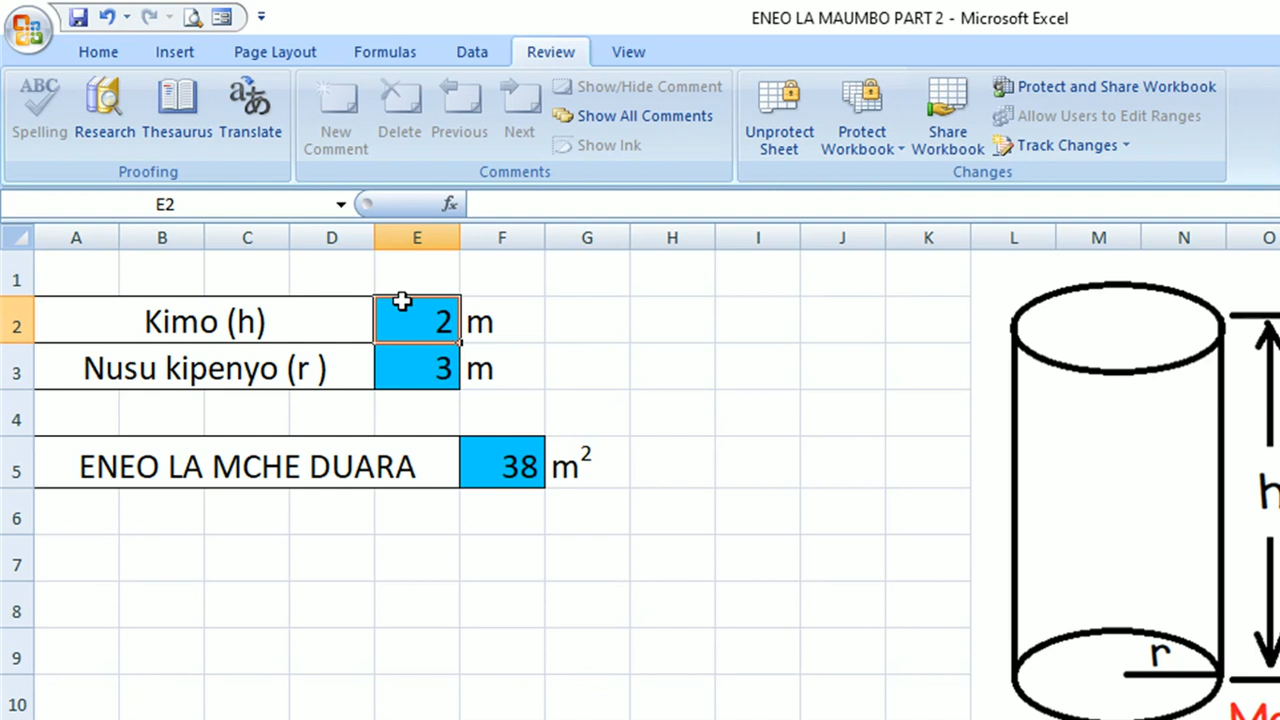 ENEO LA MAUMBO PART 2 - Microsoft Excel
Home Insert Page Layout Formulas Data Review View
ABC
Spelling Research Thesaurus Translate
Proofing
New Comment Delete Previous Next
Show/Hide Comment
Show All Comments
Show Ink
Comments
Unprotect Sheet Protect Workbook Share Workbook
Protect and Share Workbook
Allow Users to Edit Ranges
Track Changes
Changes
E2 fx
A B C D E F G H I J K L M N O
1
2 Kimo (h) 2 m
3 Nusu kipenyo (r ) 3 m
4
5 ENEO LA MCHE DUARA 38 m²
6
7
8
9
10
h
r